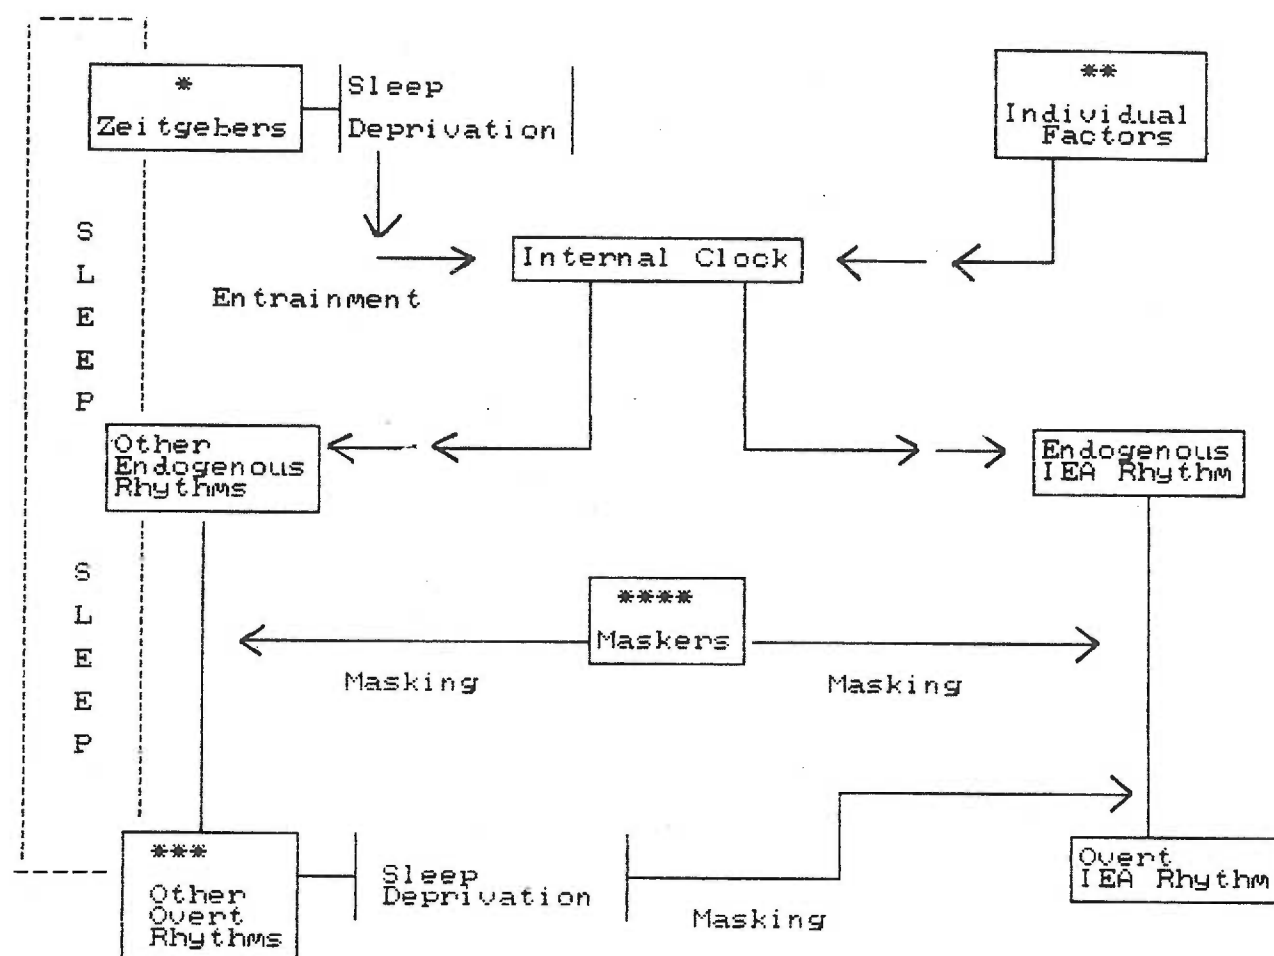 *
Zeitgebers
Sleep
Deprivation
**
Individual
Factors
S
L
E
E
P
Internal Clock
Entrainment
Other
Endogenous
Rhythms
Endogenous
IEA Rhythm
S
L
E
E
P
****
Maskers
Masking
Masking
***
Other
Overt
Rhythms
Sleep
Deprivation
Masking
Overt
IEA Rhythm